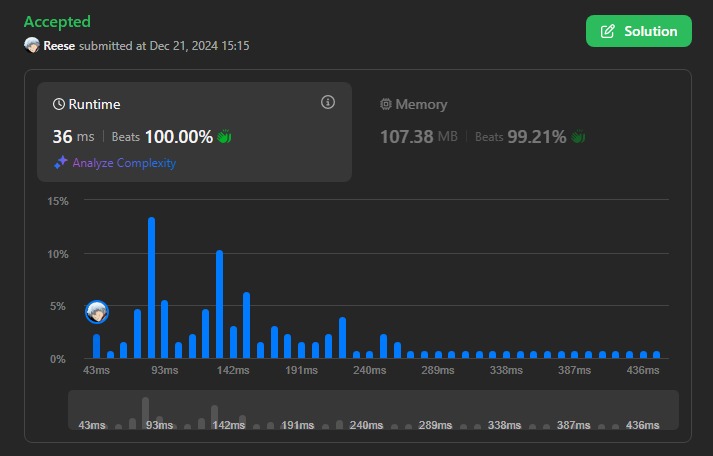 Accepted
Reese submitted at Dec 21, 2024 15:15
Solution
Runtime
36 ms | Beats 100.00%
Analyze Complexity
Memory
107.38 MB | Beats 99.21%
15%
10%
5%
0%
43ms 93ms 142ms 191ms 240ms 289ms 338ms 387ms 436ms
43ms 93ms 142ms 191ms 240ms 289ms 338ms 387ms 436ms